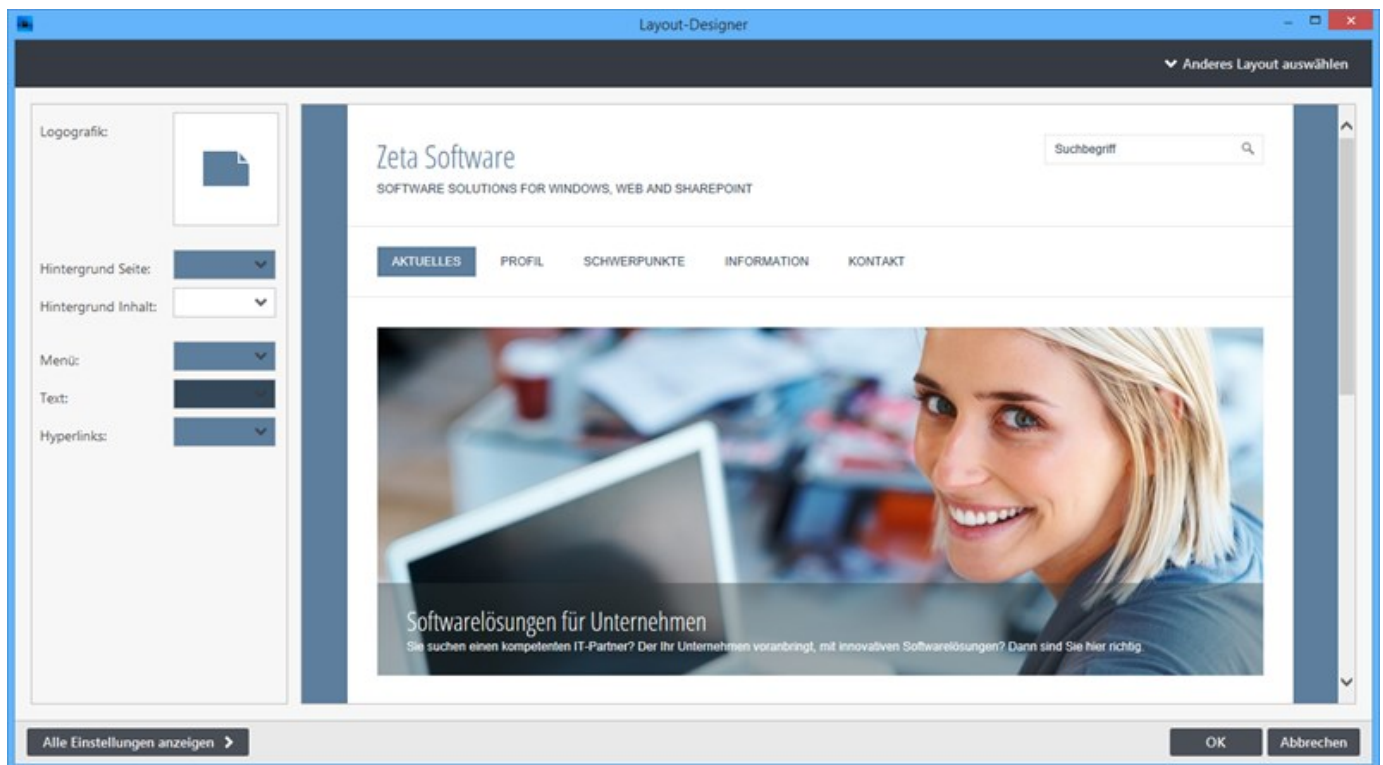 Layout-Designer
Anderes Layout auswählen
Logografik:
Hintergrund Seite:
Hintergrund Inhalt:
Menü:
Text:
Hyperlinks:
Zeta Software
SOFTWARE SOLUTIONS FOR WINDOWS, WEB AND SHAREPOINT
Suchbegriff
AKTUELLES PROFIL SCHWERPUNKTE INFORMATION KONTAKT
Softwarelösungen für Unternehmen
Sie suchen einen kompetenten IT-Partner? Der Ihr Unternehmen voranbringt, mit innovativen Softwarelösungen? Dann sind Sie hier richtig.
Alle Einstellungen anzeigen
OK Abbrechen